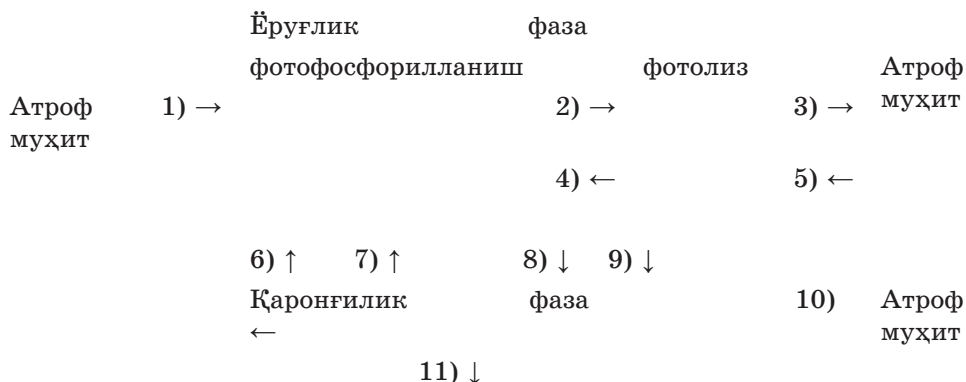 Ёруғлик фаза
фотофосфорилланиш фотолиз Атроф
Атроф 1) → 2) → 3) → муҳит
муҳит
4) ← 5) ←
6) ↑ 7) ↑ 8) ↓ 9) ↓
Қаронғилик фаза 10) Атроф
← муҳит
11) ↓